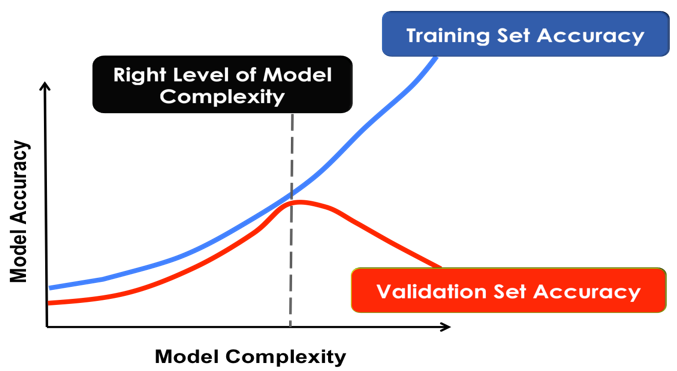 Training Set Accuracy
Right Level of Model
Complexity
Model Accuracy
Validation Set Accuracy
Model Complexity